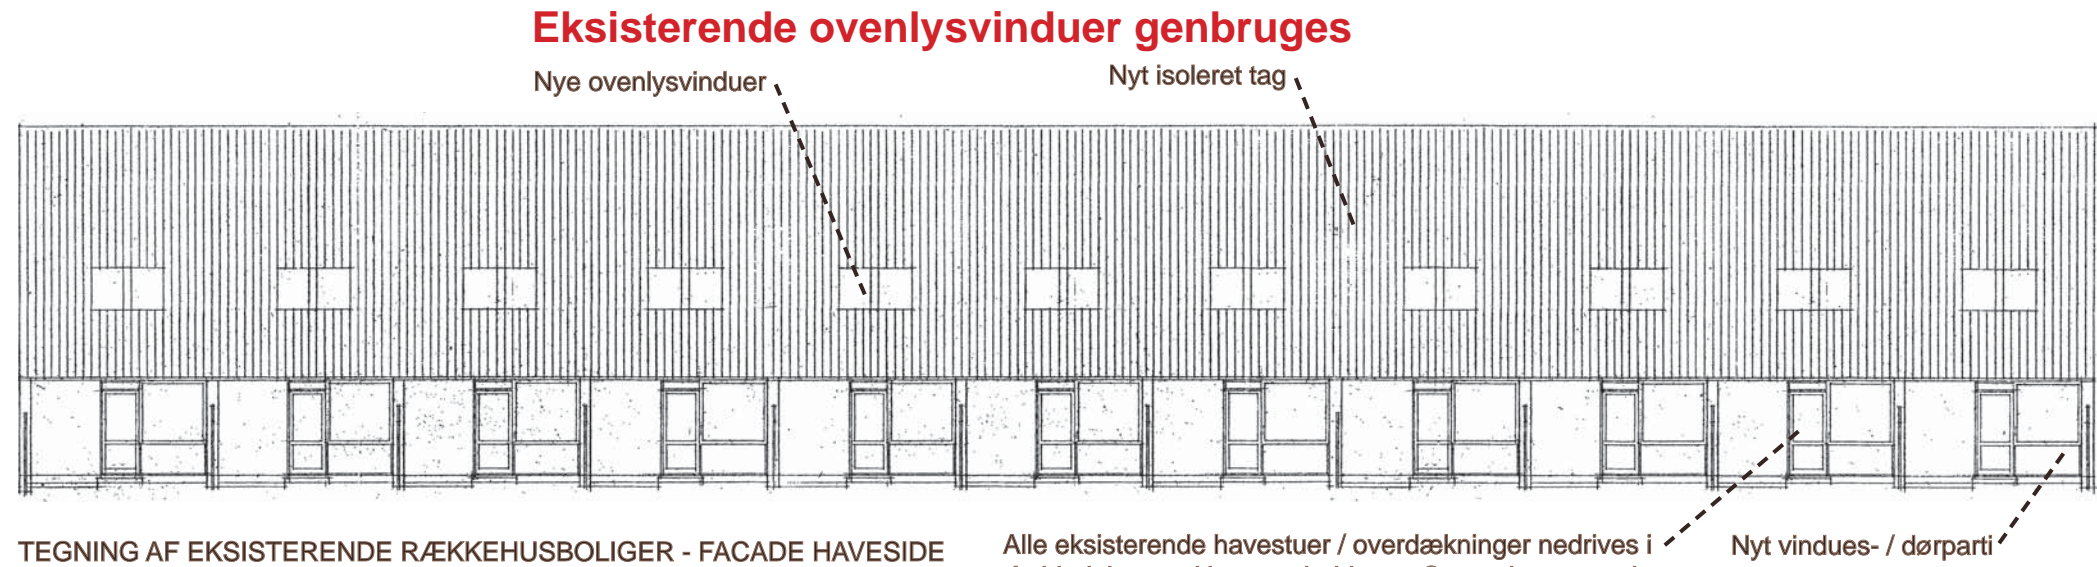 Eksisterende ovenlysvinduer genbruges
Nye ovenlysvinduer
Nyt isoleret tag
TEGNING AF EKSISTERENDE RÆKKEHUSBOLIGER - FACADE HAVESIDE
Alle eksisterende havestuer / overdækninger nedrives i
Nyt vindues- / dørparti